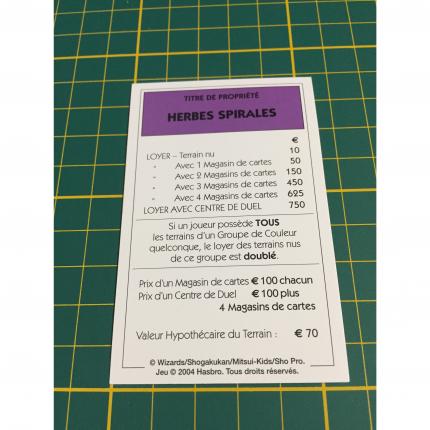 TITRE DE PROPRIÉTÉ
HERBES SPIRALES
€
LOYER – Terrain nu 10
" Avec 1 Magasin de cartes 50
" Avec 2 Magasins de cartes 150
" Avec 3 Magasins de cartes 450
" Avec 4 Magasins de cartes 625
LOYER AVEC CENTRE DE DUEL 750
Si un joueur possède TOUS
les terrains d'un Groupe de Couleur
quelconque, le loyer des terrains nus
de ce groupe est doublé.
Prix d'un Magasin de cartes € 100 chacun
Prix d'un Centre de Duel € 100 plus
4 Magasins de cartes
Valeur Hypothécaire du Terrain : € 70
© Wizards/Shogakukan/Mitsui-Kids/Sho Pro.
Jeu © 2004 Hasbro. Tous droits réservés.